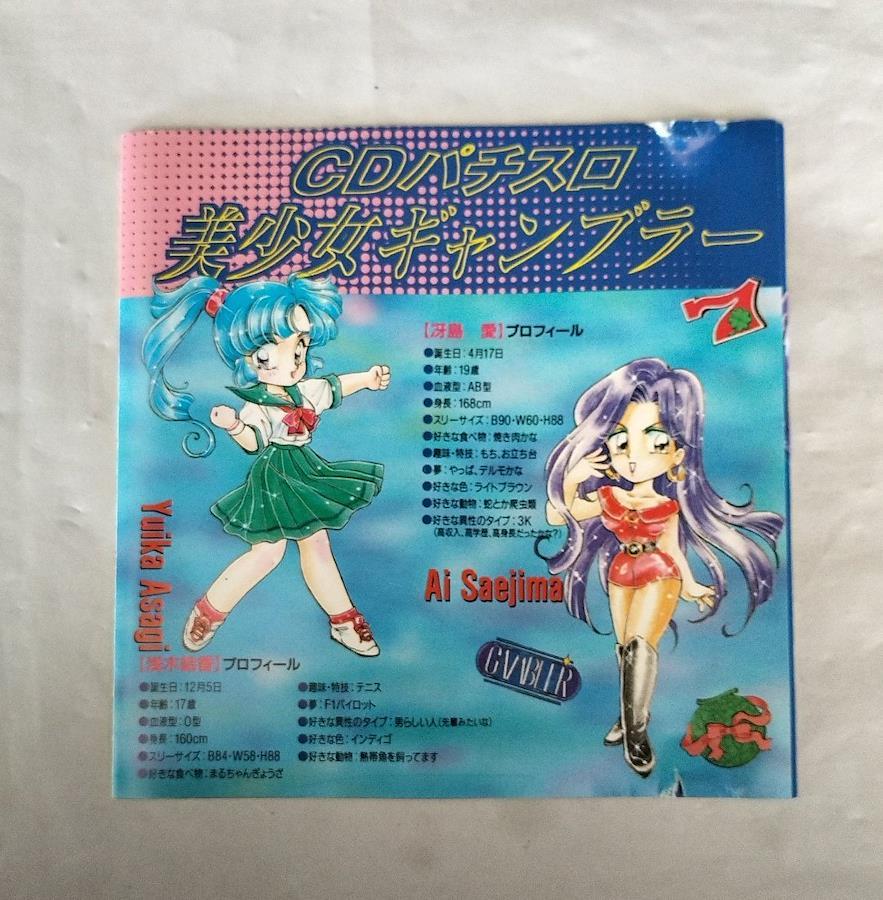 CDパチスロ
美少女ギャンブラー
7
【冴島 愛】プロフィール
●誕生日:4月17日
●年齢:19歳
●血液型:AB型
●身長:168cm
●スリーサイズ:B90・W60・H88
●好きな食べ物:焼き肉かな
●趣味・特技:もち、お立ち台
●夢:やっぱ、デルモかな
●好きな色:ライトブラウン
●好きな動物:蛇とか爬虫類
●好きな異性のタイプ:3K
(高収入、高学歴、高身長だったかな?)
Ai Saejima
Yuika Asagi
GAMBLER
【浅木結香】プロフィール
●誕生日:12月5日
●年齢:17歳
●血液型:O型
●身長:160cm
●スリーサイズ:B84・W58・H88
●好きな食べ物:まるちゃんぎょうざ
●趣味・特技:テニス
●夢:F1パイロット
●好きな異性のタイプ:男らしい人(先輩みたいな)
●好きな色:インディゴ
●好きな動物:熱帯魚を飼ってます